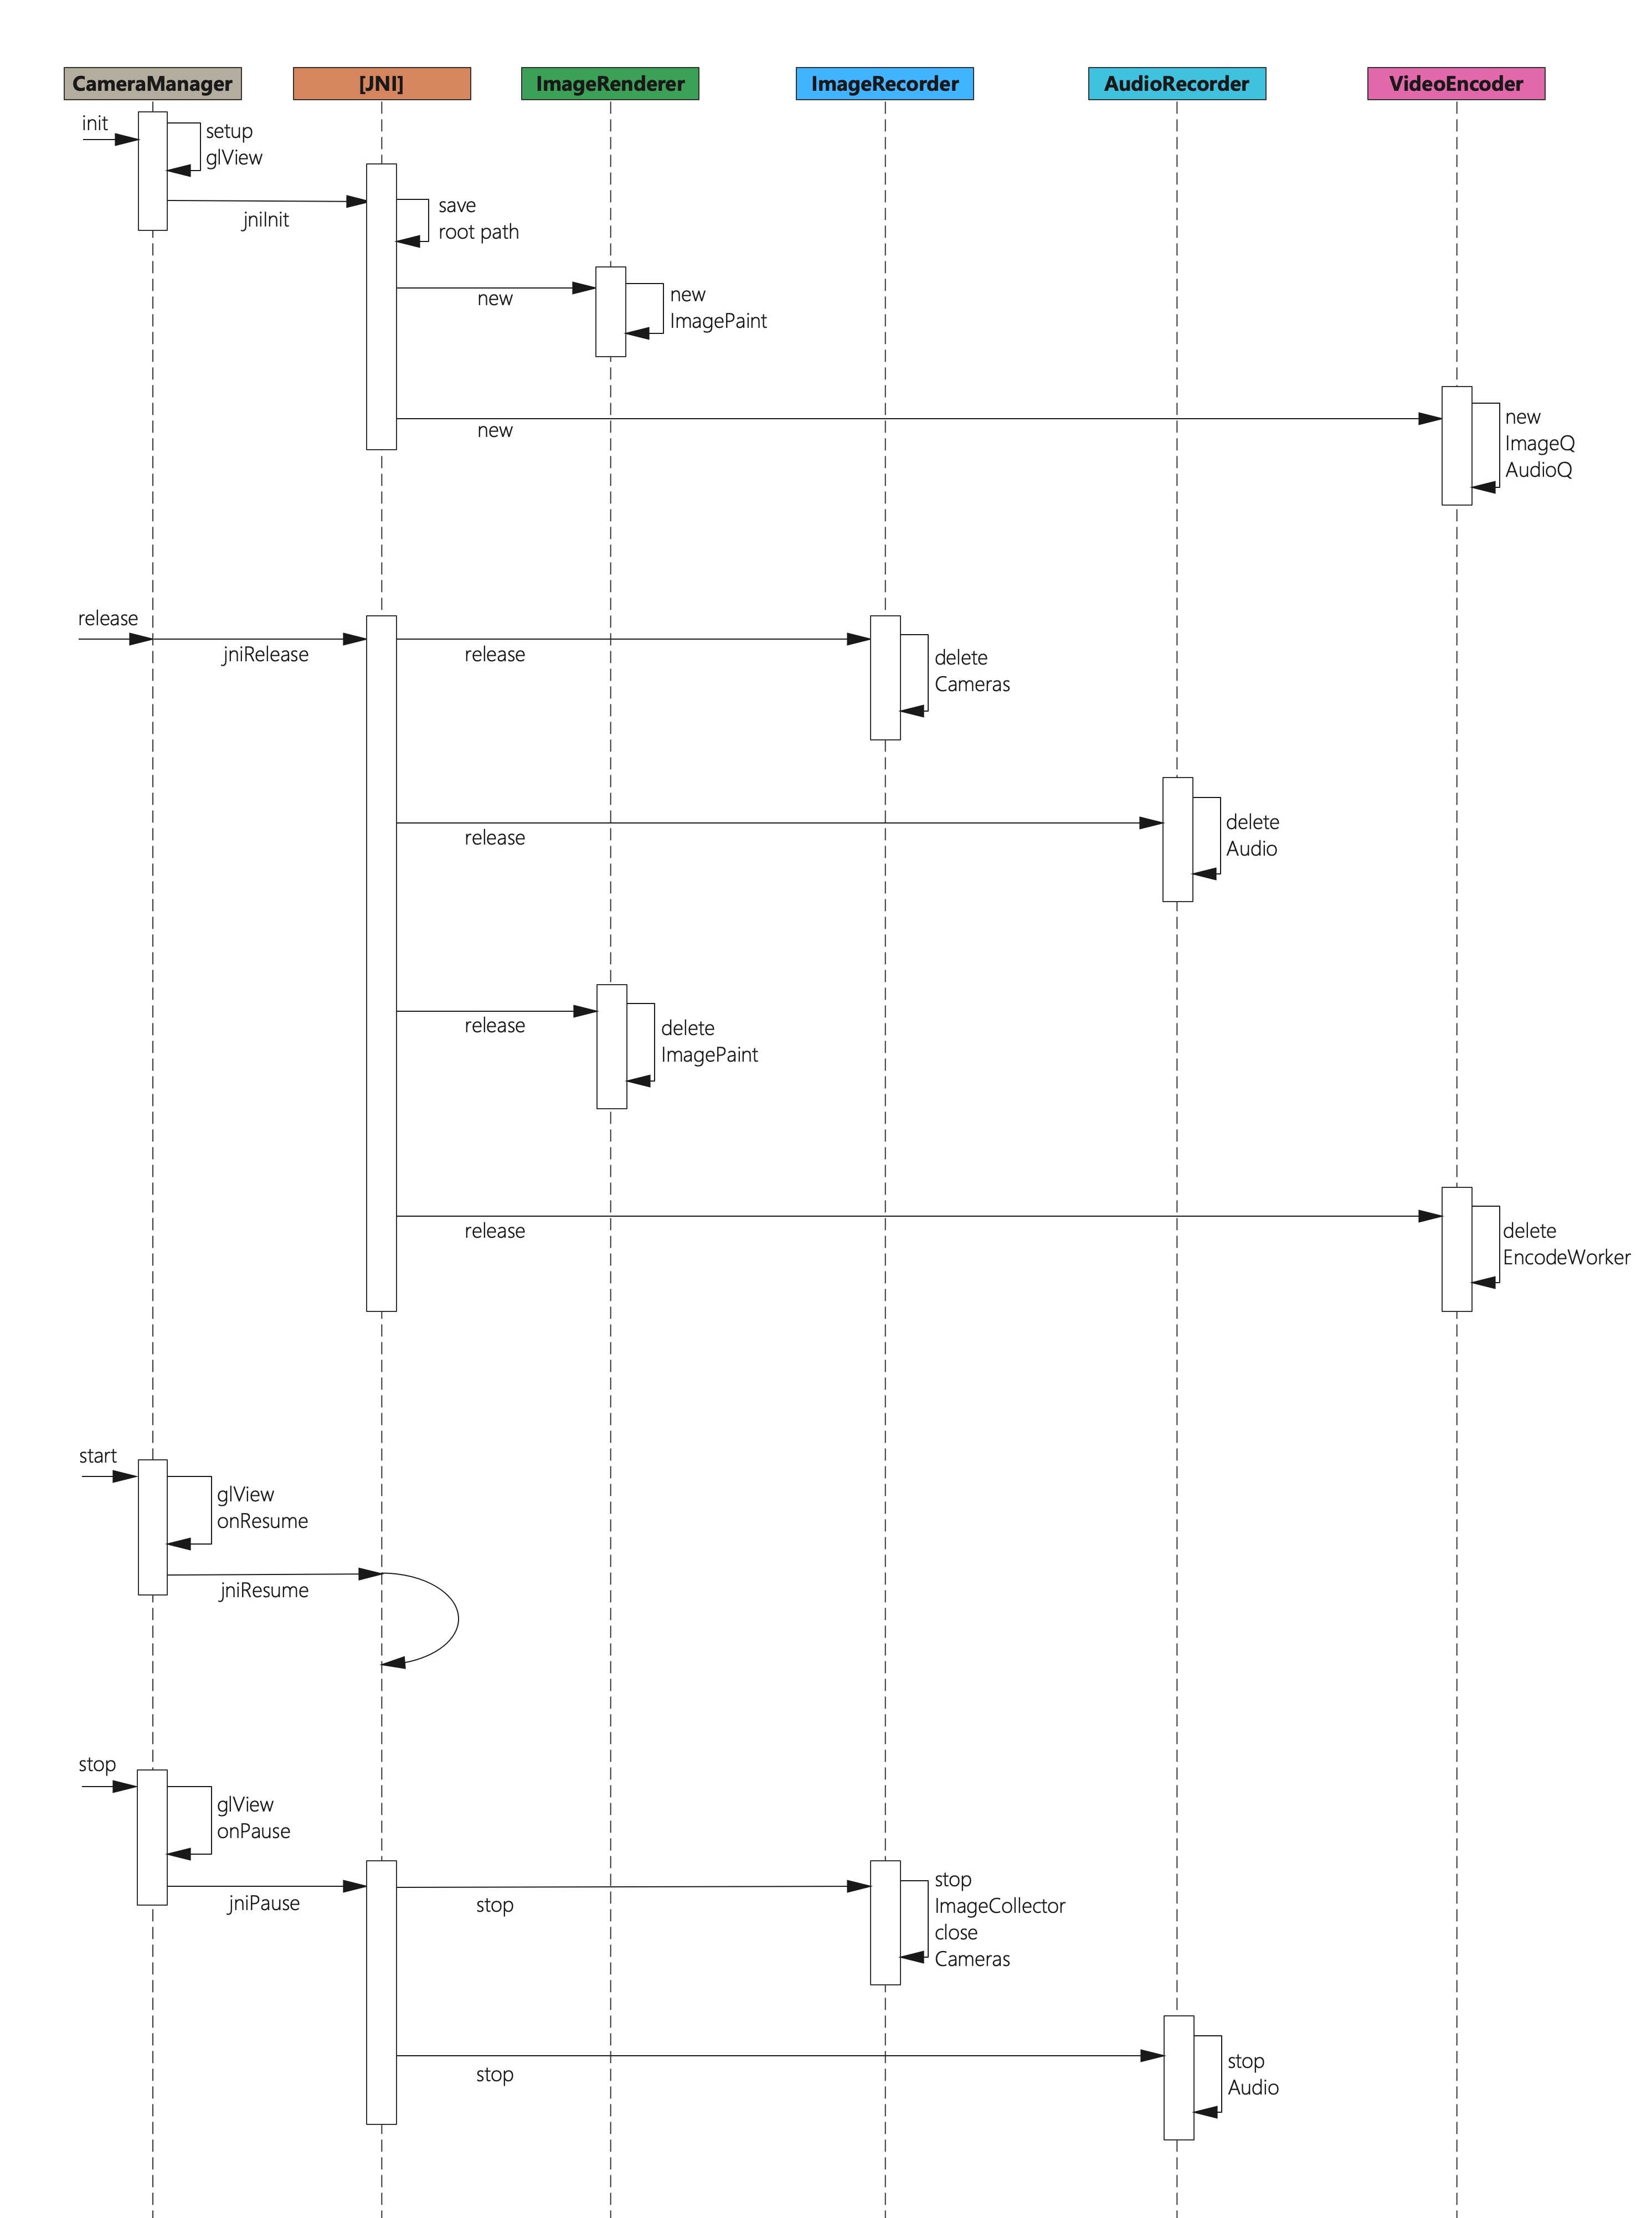 CameraManager
[JNI]
ImageRenderer
ImageRecorder
AudioRecorder
VideoEncoder
init
setup
glView
jniInit
save
root path
new
new
ImagePaint
new
new
ImageQ
AudioQ
release
jniRelease
release
delete
Cameras
release
delete
Audio
release
delete
ImagePaint
release
delete
EncodeWorker
start
glView
onResume
jniResume
stop
glView
onPause
jniPause
stop
stop
ImageCollector
close
Cameras
stop
stop
Audio